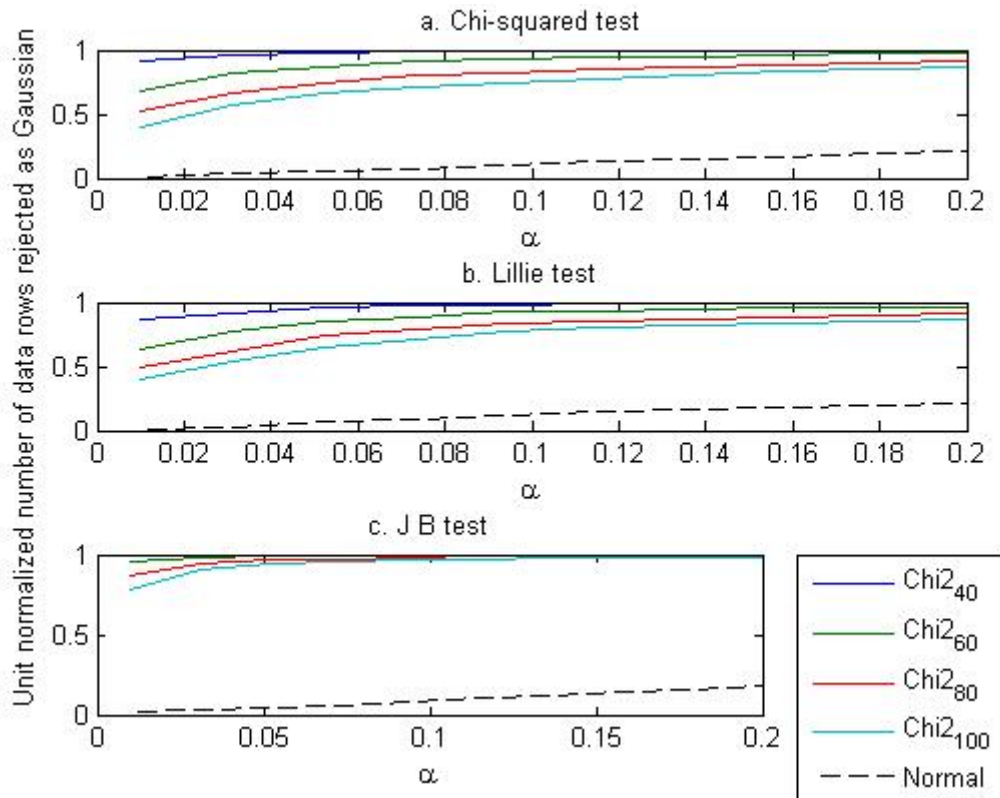 Unit normalized number of data rows rejected as Gaussian
a. Chi-squared test
1
0.5
0
0 0.02 0.04 0.06 0.08 0.1 0.12 0.14 0.16 0.18 0.2
α
b. Lillie test
1
0.5
0
0 0.02 0.04 0.06 0.08 0.1 0.12 0.14 0.16 0.18 0.2
α
c. J B test
1
0.5
0
0 0.05 0.1 0.15 0.2
α
Chi2₄₀
Chi2₆₀
Chi2₈₀
Chi2₁₀₀
Normal